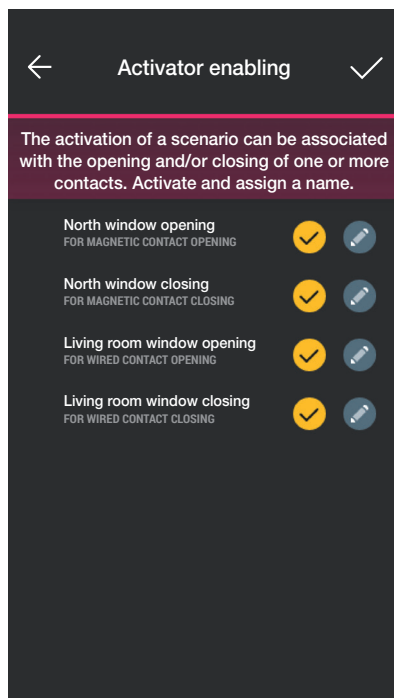 Activator enabling
The activation of a scenario can be associated
with the opening and/or closing of one or more
contacts. Activate and assign a name.
North window opening
FOR MAGNETIC CONTACT OPENING
North window closing
FOR MAGNETIC CONTACT CLOSING
Living room window opening
FOR WIRED CONTACT OPENING
Living room window closing
FOR WIRED CONTACT CLOSING